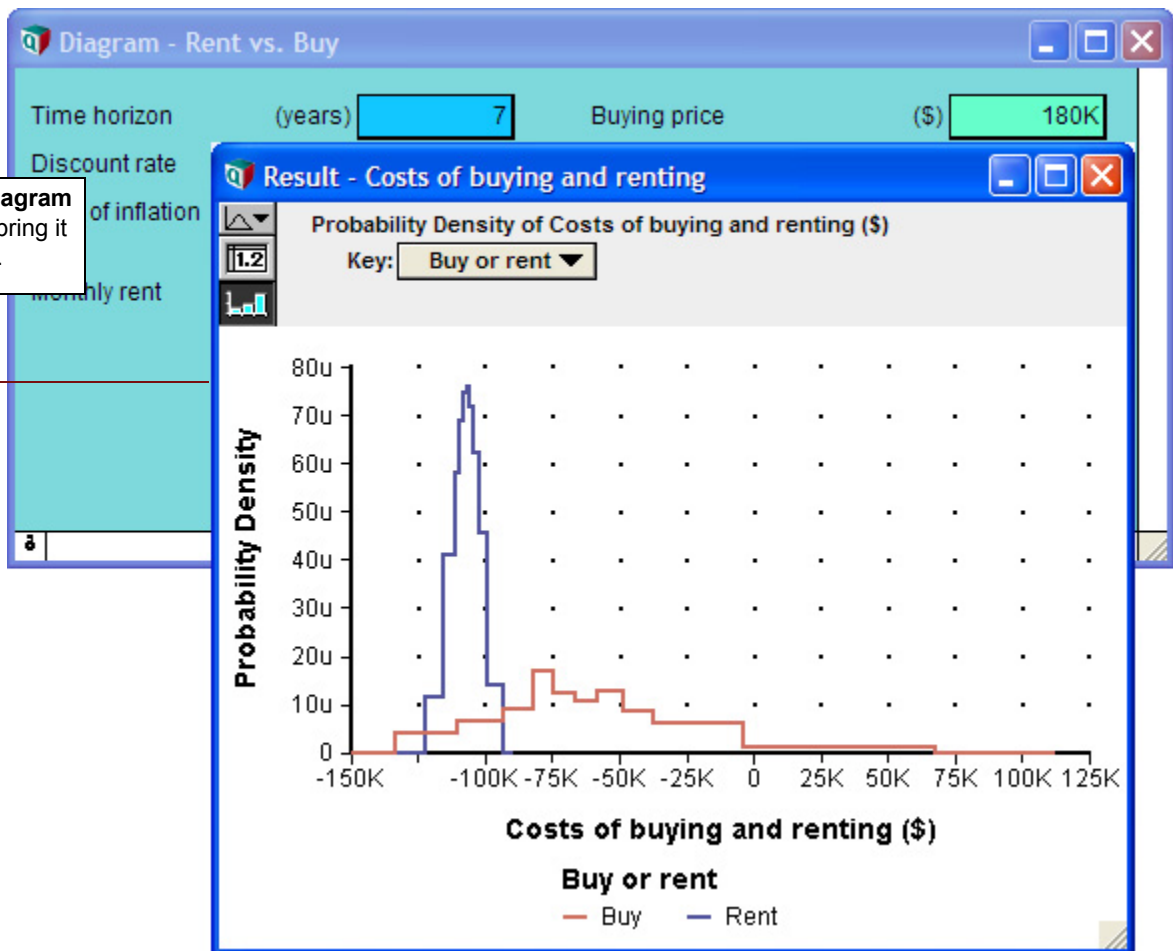 Diagram - Rent vs. Buy
Time horizon (years) 7 Buying price ($) 180K
Discount rate
of inflation
Monthly rent
agram
bring it
Result - Costs of buying and renting
1.2
Probability Density of Costs of buying and renting ($)
Key: Buy or rent
Probability Density
80u
70u
60u
50u
40u
30u
20u
10u
0
-150K -100K -75K -50K -25K 0 25K 50K 75K 100K 125K
Costs of buying and renting ($)
Buy or rent
Buy Rent